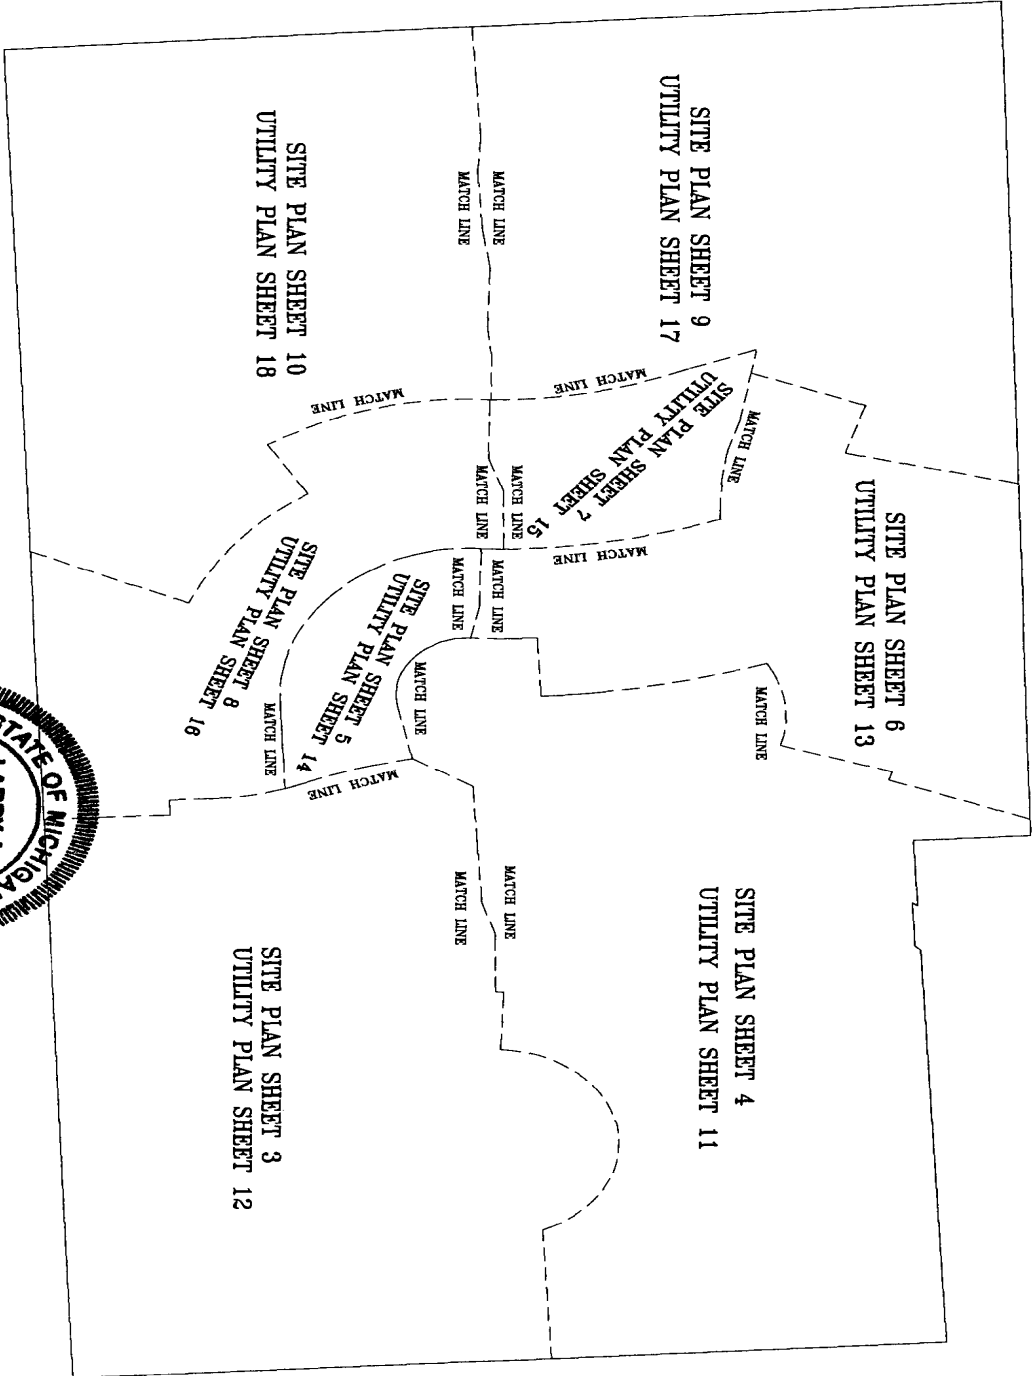 SITE PLAN SHEET 9
UTILITY PLAN SHEET 17
SITE PLAN SHEET 10
UTILITY PLAN SHEET 18
MATCH LINE
MATCH LINE
MATCH LINE
MATCH LINE
MATCH LINE
SITE PLAN SHEET 7
UTILITY PLAN SHEET 15
MATCH LINE
MATCH LINE
MATCH LINE
SITE PLAN SHEET 6
UTILITY PLAN SHEET 13
MATCH LINE
MATCH LINE
MATCH LINE
SITE PLAN SHEET 5
UTILITY PLAN SHEET 14
SITE PLAN SHEET 8
UTILITY PLAN SHEET 16
MATCH LINE
MATCH LINE
MATCH LINE
MATCH LINE
MATCH LINE
SITE PLAN SHEET 4
UTILITY PLAN SHEET 11
SITE PLAN SHEET 3
UTILITY PLAN SHEET 12
STATE OF MICHIGAN